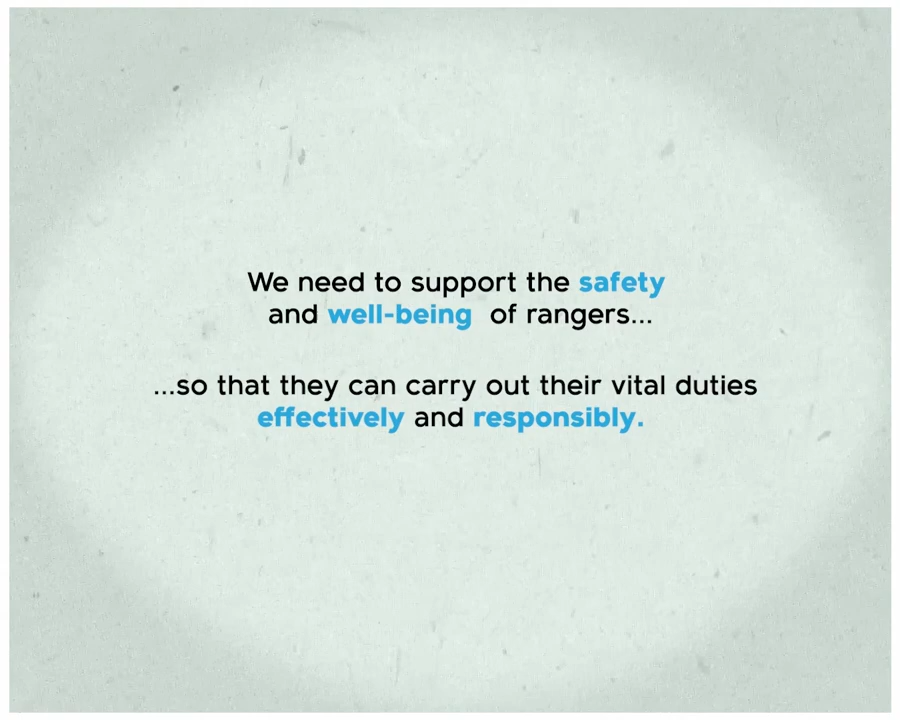 We need to support the safety
and well-being of rangers...
...so that they can carry out their vital duties
effectively and responsibly.